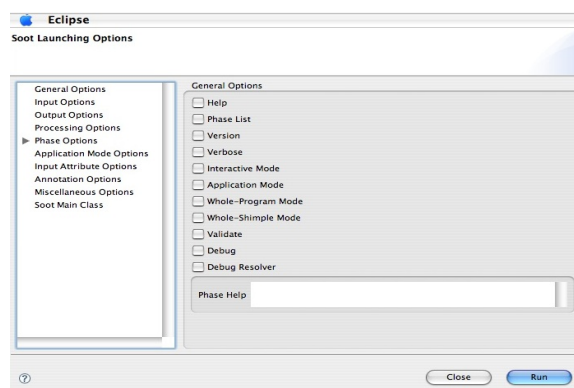 Eclipse
Soot Launching Options
General Options
Input Options
Output Options
Processing Options
Phase Options
Application Mode Options
Input Attribute Options
Annotation Options
Miscellaneous Options
Soot Main Class
General Options
Help
Phase List
Version
Verbose
Interactive Mode
Application Mode
Whole-Program Mode
Whole-Shimple Mode
Validate
Debug
Debug Resolver
Phase Help
?
Close
Run